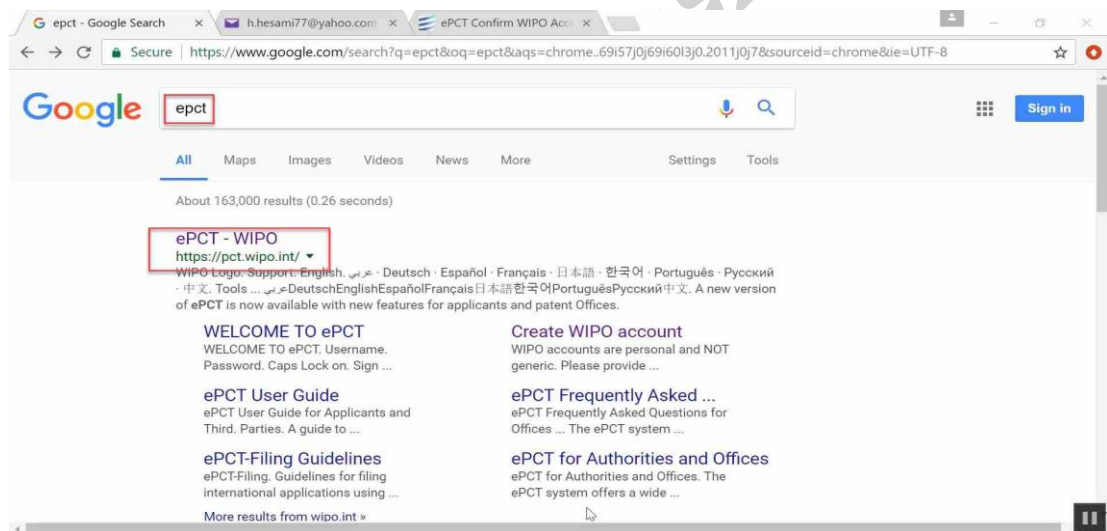 epct - Google Search
h.hesami77@yahoo.com
ePCT Confirm WIPO Acc
Secure https://www.google.com/search?q=epct&oq=epct&aqs=chrome..69i57j0j69i60l3j0.2011j0j7&sourceid=chrome&ie=UTF-8
Google
epct
Sign in
All Maps Images Videos News More Settings Tools
About 163,000 results (0.26 seconds)
ePCT - WIPO
https://pct.wipo.int/
WIPO Logo. Support. English. عربي · Deutsch · Español · Français · 日本語 · 한국어 · Português · Русский
· 中文. Tools ... عربيDeutschEnglishEspañolFrançais日本語한국어PortuguêsРусский中文. A new version
of ePCT is now available with new features for applicants and patent Offices.
WELCOME TO ePCT
WELCOME TO ePCT. Username.
Password. Caps Lock on. Sign ...
Create WIPO account
WIPO accounts are personal and NOT
generic. Please provide ...
ePCT User Guide
ePCT User Guide for Applicants and
Third. Parties. A guide to ...
ePCT Frequently Asked ...
ePCT Frequently Asked Questions for
Offices ... The ePCT system ...
ePCT-Filing Guidelines
ePCT-Filing. Guidelines for filing
international applications using ...
ePCT for Authorities and Offices
ePCT for Authorities and Offices. The
ePCT system offers a wide ...
More results from wipo.int »